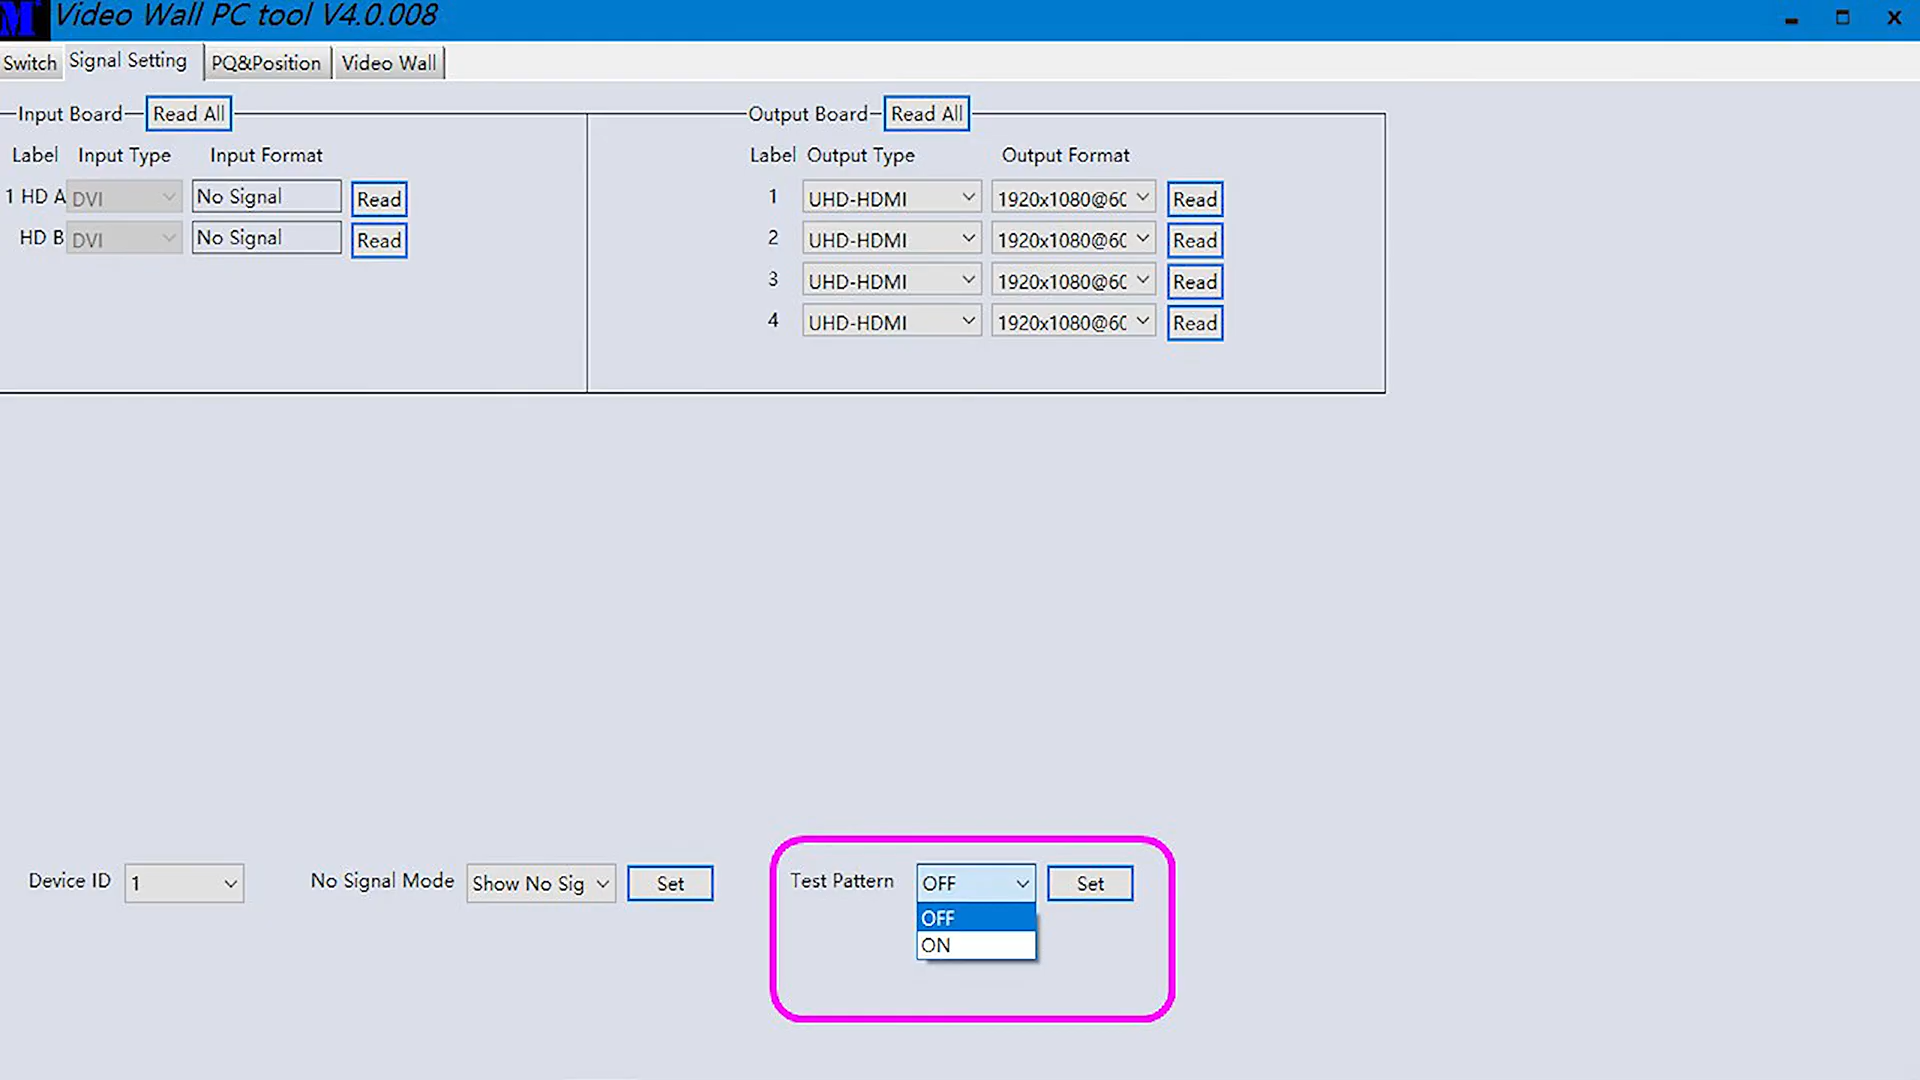 M Video Wall PC tool V4.0.008
Switch Signal Setting PQ&Position Video Wall
Input Board Read All Output Board Read All
Label Input Type Input Format Label Output Type Output Format
1 HD A DVI No Signal Read 1 UHD-HDMI 1920x1080@60 Read
HD B DVI No Signal Read 2 UHD-HDMI 1920x1080@60 Read
3 UHD-HDMI 1920x1080@60 Read
4 UHD-HDMI 1920x1080@60 Read
Device ID 1 No Signal Mode Show No Sig Set Test Pattern OFF Set
OFF
ON